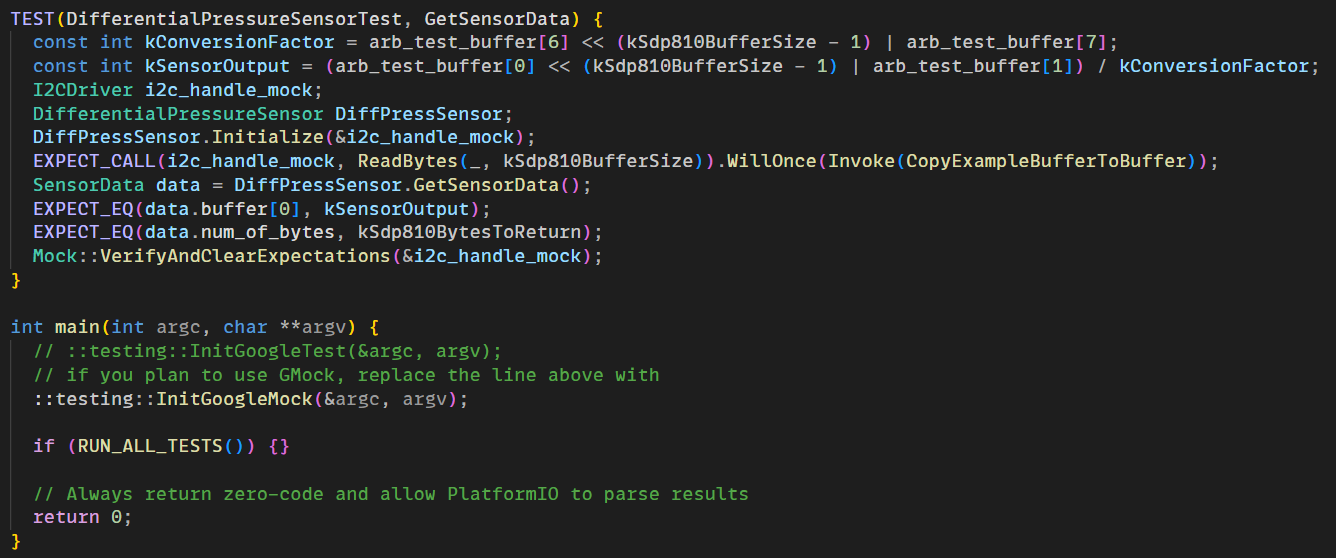 TEST(DifferentialPressureSensorTest, GetSensorData) {
  const int kConversionFactor = arb_test_buffer[6] << (kSdp810BufferSize - 1) | arb_test_buffer[7];
  const int kSensorOutput = (arb_test_buffer[0] << (kSdp810BufferSize - 1) | arb_test_buffer[1]) / kConversionFactor;
  I2CDriver i2c_handle_mock;
  DifferentialPressureSensor DiffPressSensor;
  DiffPressSensor.Initialize(&i2c_handle_mock);
  EXPECT_CALL(i2c_handle_mock, ReadBytes(_, kSdp810BufferSize)).WillOnce(Invoke(CopyExampleBufferToBuffer));
  SensorData data = DiffPressSensor.GetSensorData();
  EXPECT_EQ(data.buffer[0], kSensorOutput);
  EXPECT_EQ(data.num_of_bytes, kSdp810BytesToReturn);
  Mock::VerifyAndClearExpectations(&i2c_handle_mock);
}

int main(int argc, char **argv) {
  // ::testing::InitGoogleTest(&argc, argv);
  // if you plan to use GMock, replace the line above with
  ::testing::InitGoogleMock(&argc, argv);

  if (RUN_ALL_TESTS()) {}

  // Always return zero-code and allow PlatformIO to parse results
  return 0;
}